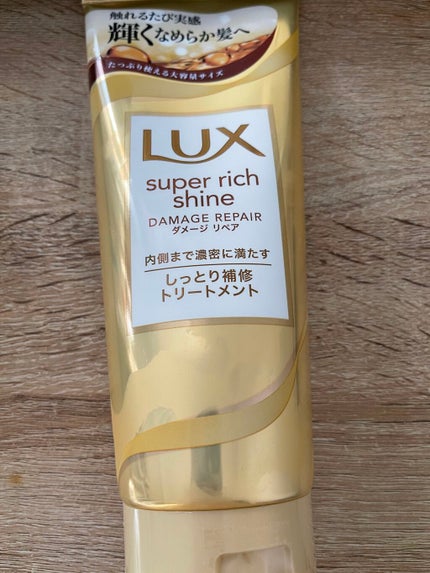 触れるたび実感
輝くなめらか髪へ
たっぷり使える大容量サイズ
LUX
super rich
shine
DAMAGE REPAIR
ダメージ リペア
内側まで濃密に満たす
しっとり補修
トリートメント